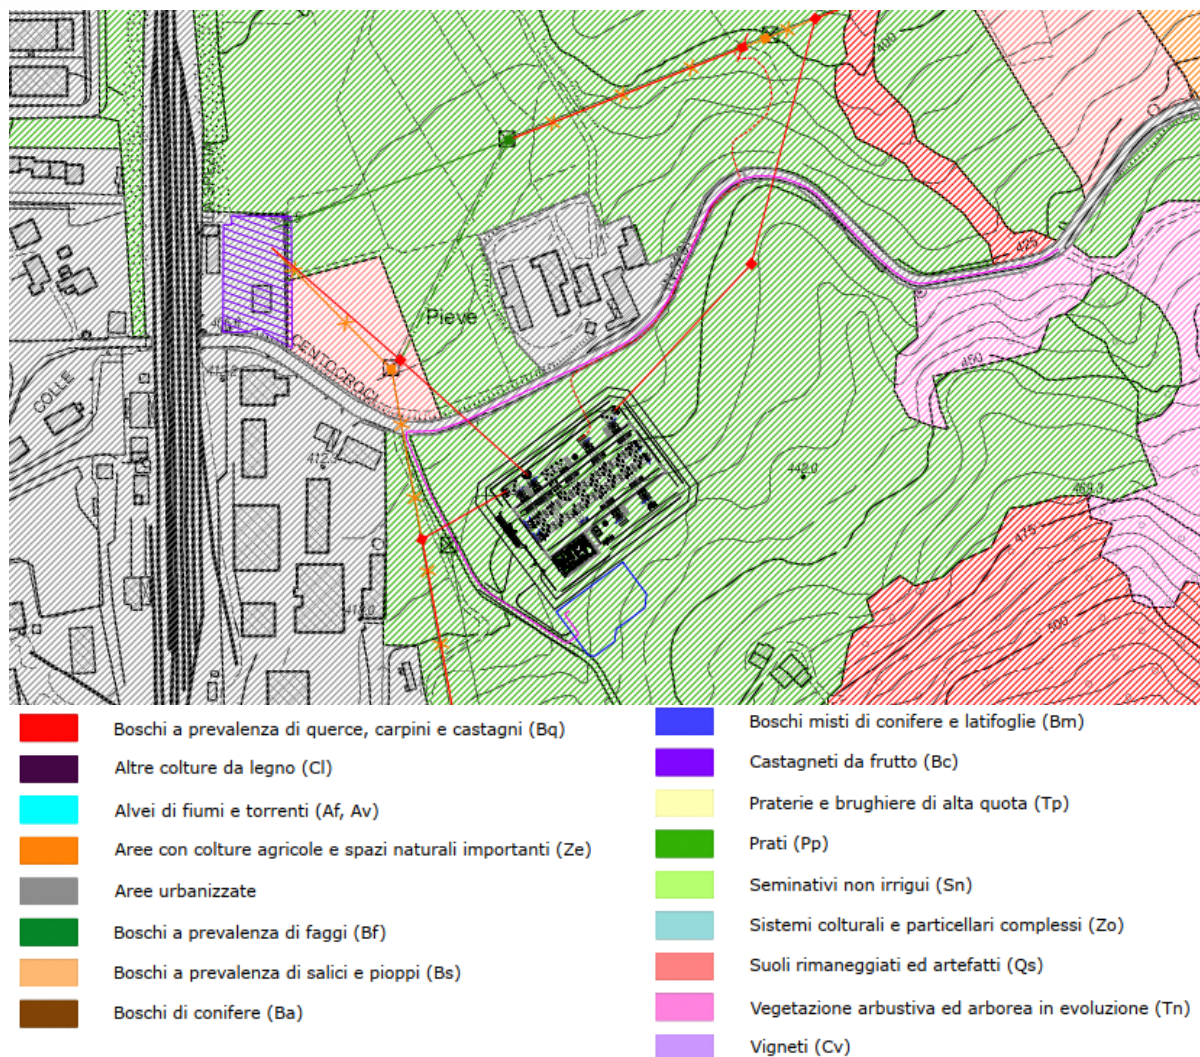 400
425
Pieve
CENTOCROCI
COLLE
450
442.0
475
500
Boschi a prevalenza di querce, carpini e castagni (Bq)
Altre colture da legno (Cl)
Alvei di fiumi e torrenti (Af, Av)
Aree con colture agricole e spazi naturali importanti (Ze)
Aree urbanizzate
Boschi a prevalenza di faggi (Bf)
Boschi a prevalenza di salici e pioppi (Bs)
Boschi di conifere (Ba)
Boschi misti di conifere e latifoglie (Bm)
Castagneti da frutto (Bc)
Praterie e brughiere di alta quota (Tp)
Prati (Pp)
Seminativi non irrigui (Sn)
Sistemi colturali e particellari complessi (Zo)
Suoli rimaneggiati ed artefatti (Qs)
Vegetazione arbustiva ed arborea in evoluzione (Tn)
Vigneti (Cv)